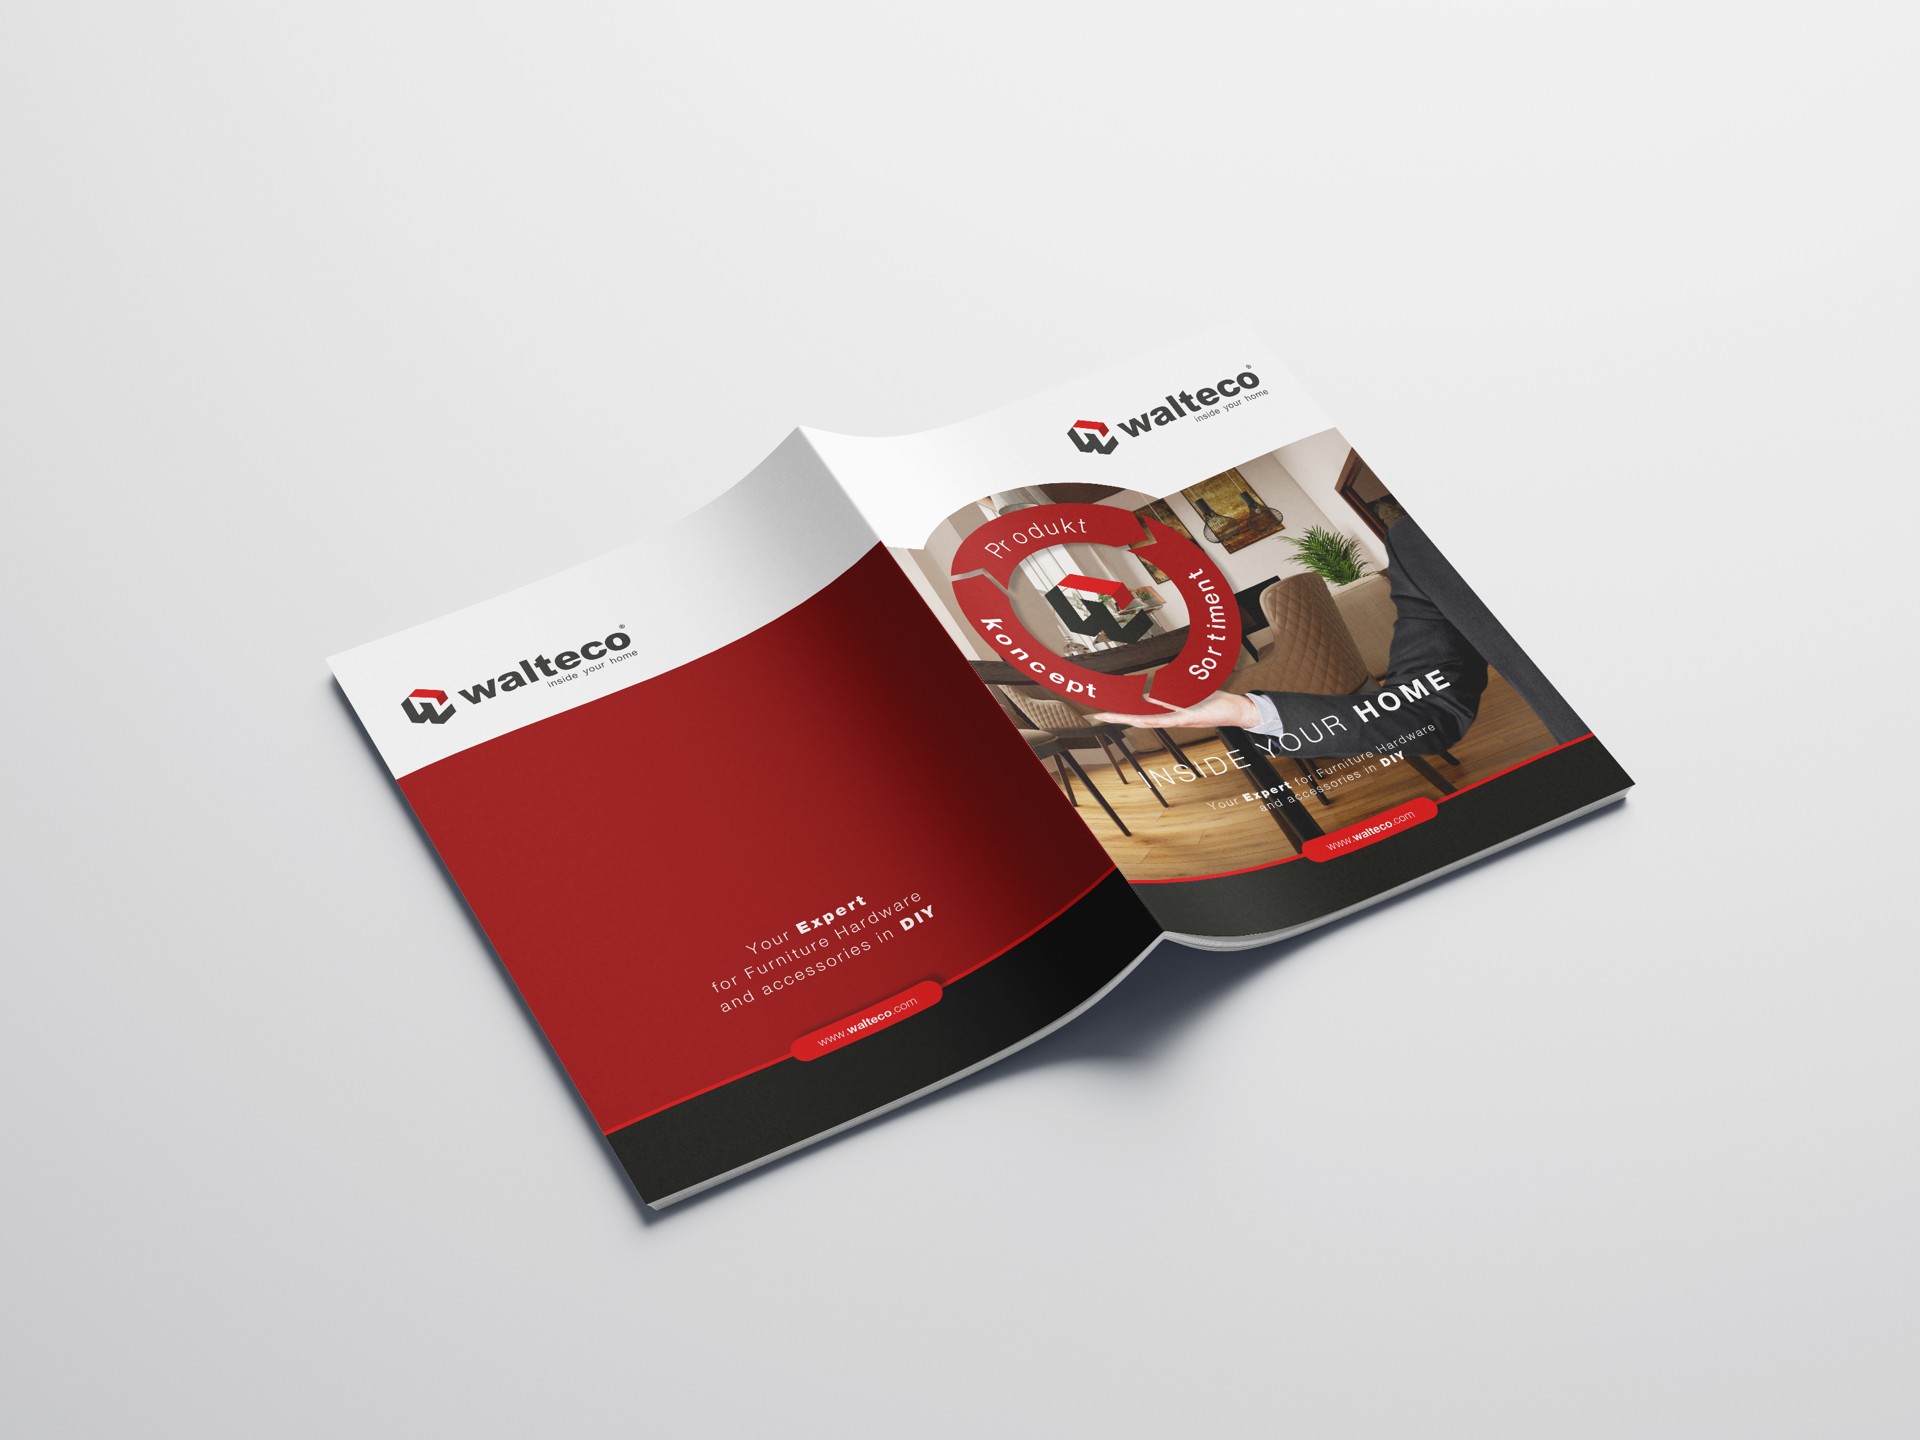 walteco®
inside your home
Your Expert
for Furniture Hardware
and accessories in DIY
www.walteco.com
walteco®
inside your home
Produkt
Sortiment
koncept
INSIDE YOUR HOME
Your Expert for Furniture Hardware
and accessories in DIY
www.walteco.com